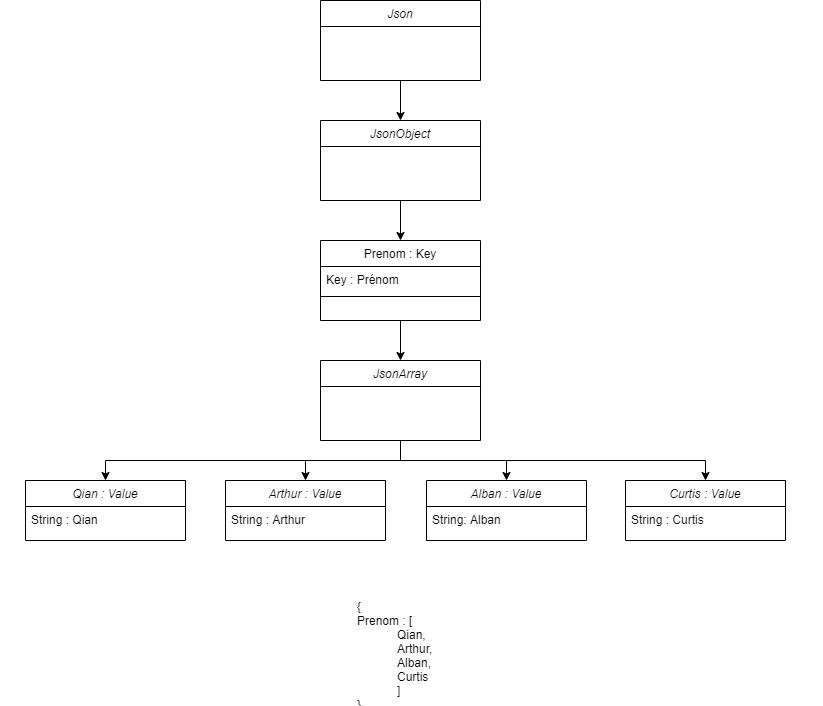 Json
JsonObject
Prenom : Key
Key : Prénom
JsonArray
Qian : Value
String : Qian
Arthur : Value
String : Arthur
Alban : Value
String: Alban
Curtis : Value
String : Curtis
{
Prenom : [
Qian,
Arthur,
Alban,
Curtis
]
}